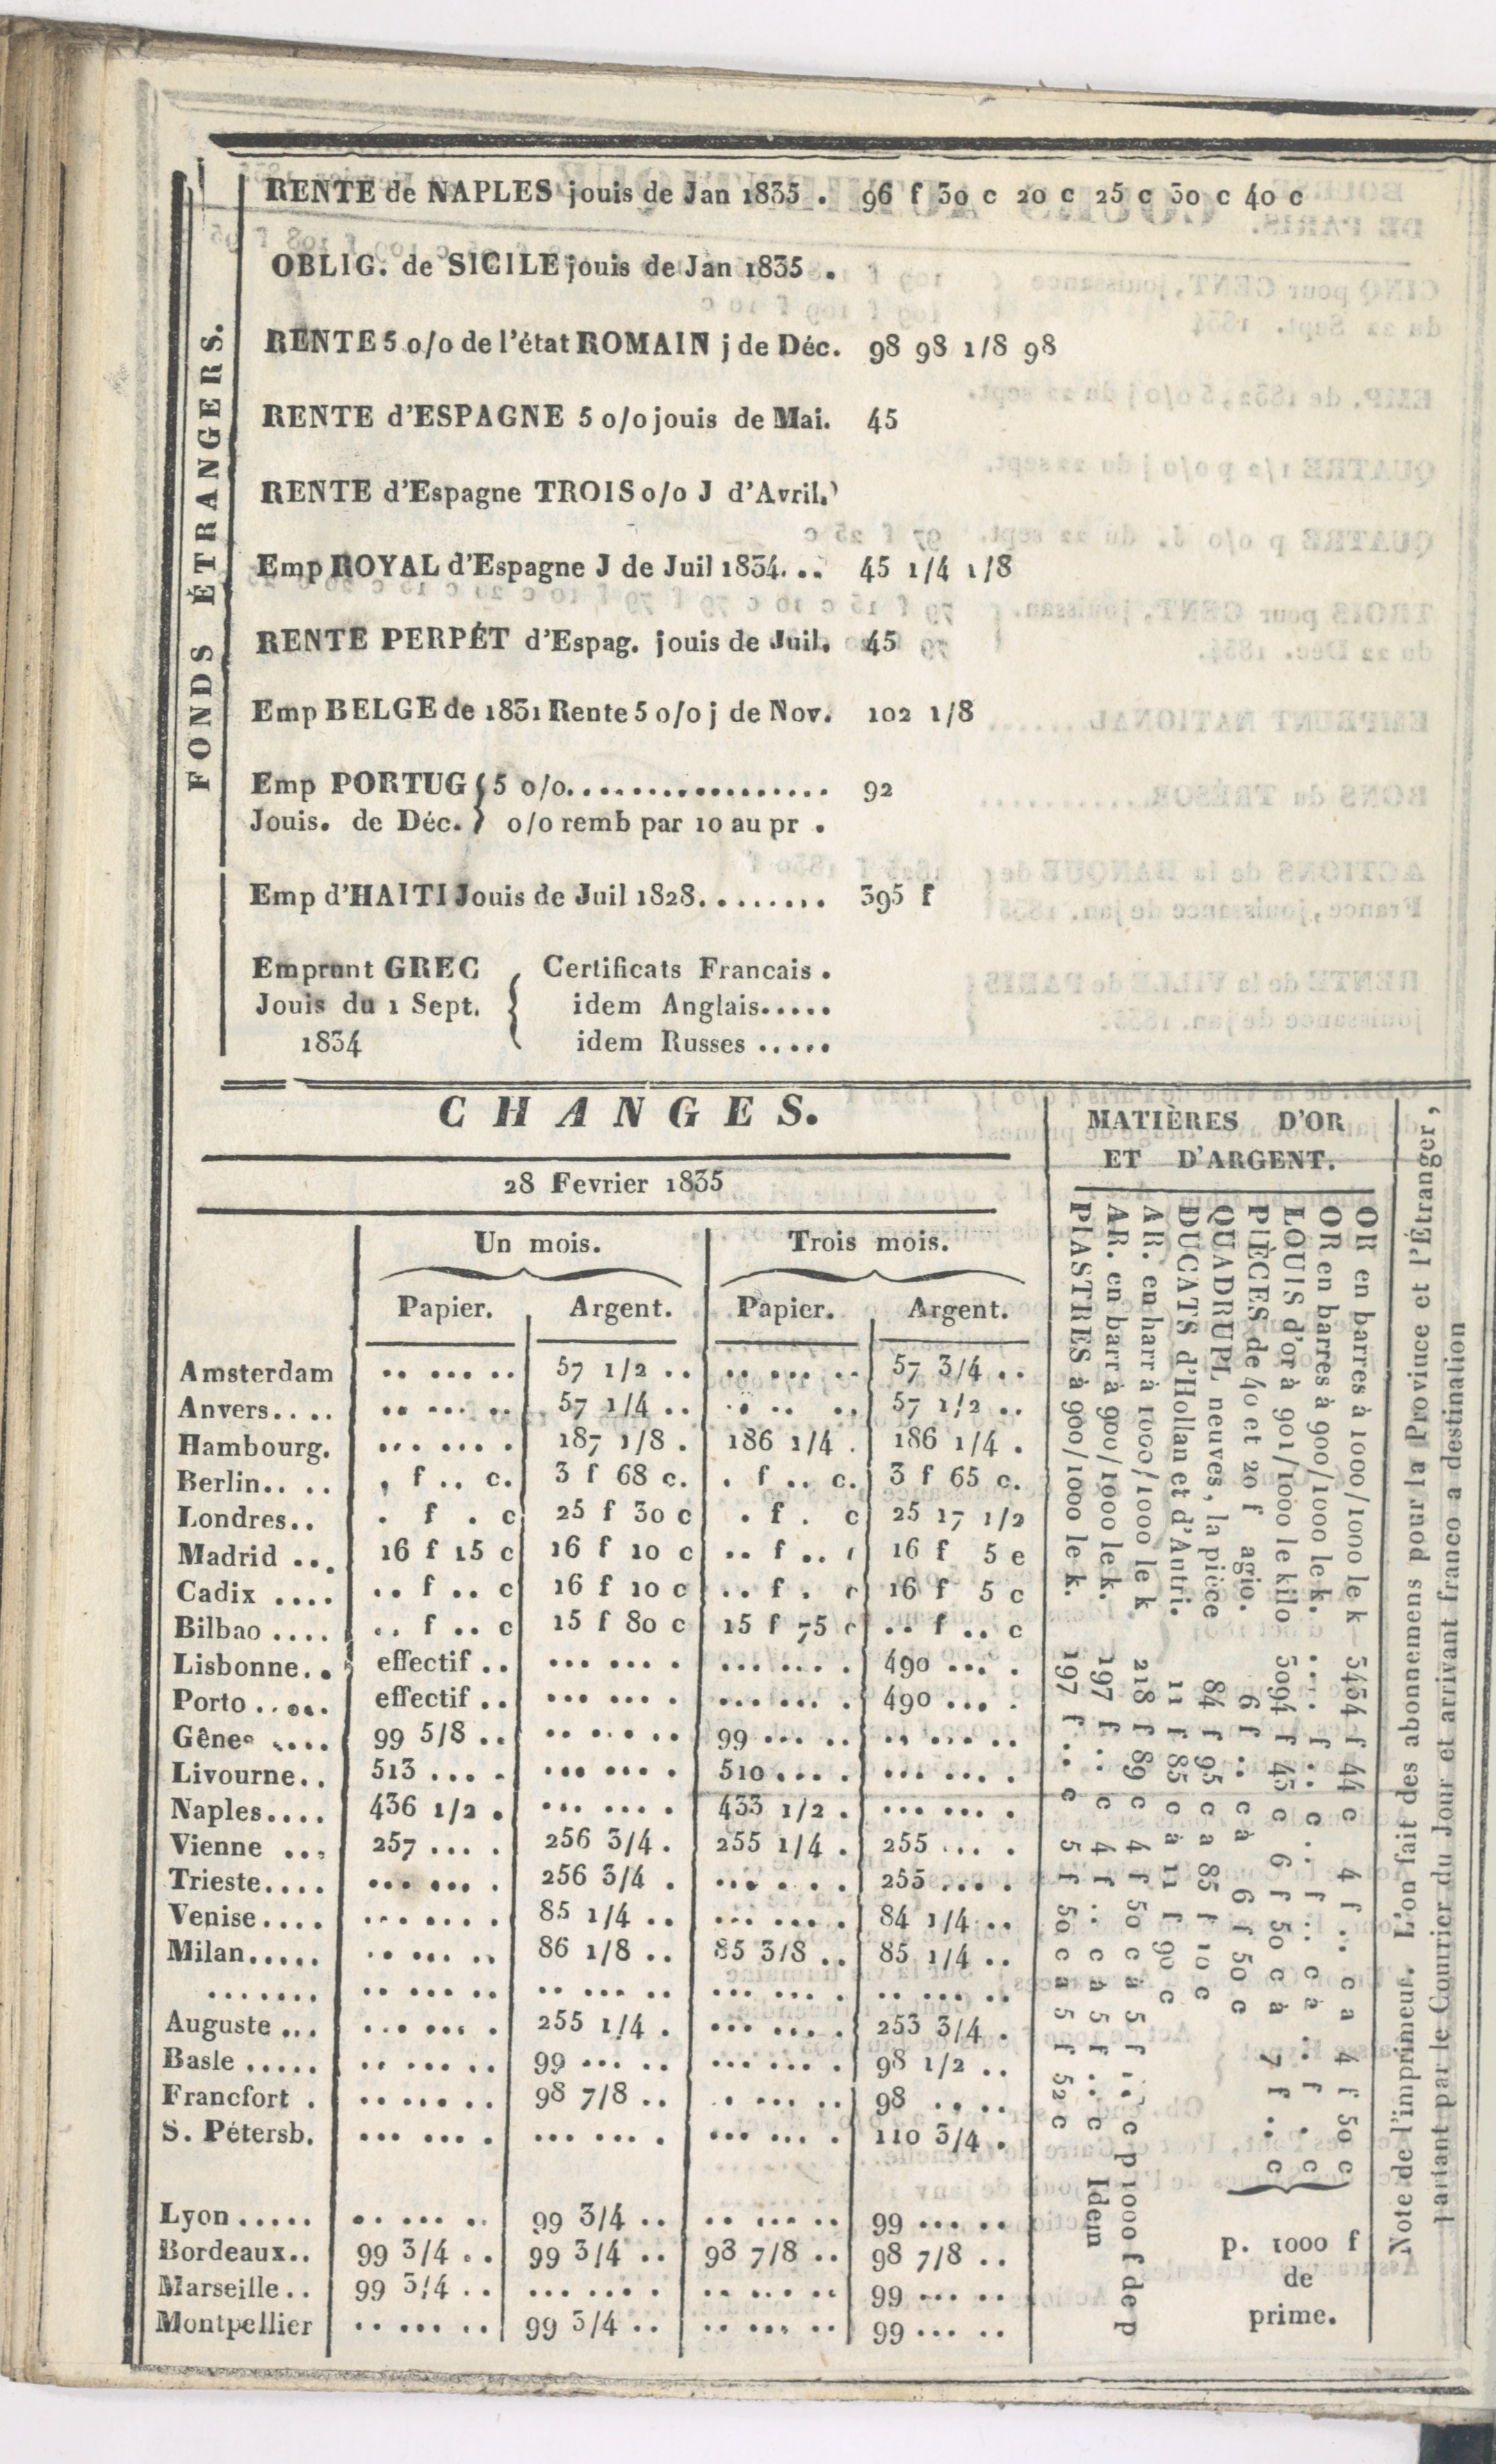 FONDS ÉTRANGERS.
RENTE de NAPLES jouis de Jan 1835 . 96 f 30 c 20 c 25 c 30 c 40 c
OBLIG. de SICILE jouis de Jan 1835 .
RENTE 5 o/o de l'état ROMAIN j de Déc. 98 98 1/8 98
RENTE d'ESPAGNE 5 o/o jouis de Mai. 45
RENTE d'Espagne TROIS o/o J d'Avril.
Emp ROYAL d'Espagne J de Juil 1834. .. 45 1/4 1/8
RENTE PERPÉT d'Espag. jouis de Juil. 45
Emp BELGE de 1831 Rente 5 o/o j de Nov. 102 1/8
Emp PORTUG { 5 o/o.................. 92
Jouis. de Déc. } o/o remb par 10 au pr .
Emp d'HAITI Jouis de Juil 1828........ 395 f
Emprunt GREC { Certificats Francais .
Jouis du 1 Sept. idem Anglais.....
1834 idem Russes .....
CHANGES.
28 Fevrier 1835
Un mois. Trois mois.
Papier. Argent. Papier. Argent.
Amsterdam .. ... .. 57 1/2 .. .. ... .. 57 3/4 ..
Anvers.... .. ... .. 57 1/4 .. .. .. .. 57 1/2 ..
Hambourg. ... ... . 187 1/8 . 186 1/4 . 186 1/4 .
Berlin.. .. . f .. c. 3 f 68 c. . f .. c. 3 f 65 c.
Londres.. . f . c 25 f 30 c . f . c 25 17 1/2
Madrid ... 16 f 15 c 16 f 10 c .. f .. 16 f 5 e
Cadix .... .. f .. c 16 f 10 c .. f . c 16 f 5 c
Bilbao .... .. f .. c 15 f 80 c 15 f 75 c .. f .. c
Lisbonne.. effectif .. ... ... . ... ... . 490 ... .
Porto ..... effectif .. ... ... . ... ... . 490 ... .
Gênes .... 99 5/8 .. .. ... .. 99 ... .. .. ... ..
Livourne.. 513 ... . ... ... . 510 ... . ... ... .
Naples.... 436 1/2 . ... ... . 433 1/2 . ... ... .
Vienne ... 257 ... . 256 3/4 . 255 1/4 . 255 ... .
Trieste.... ... ... . 256 3/4 . ... ... . 255 ... .
Venise.... ... ... . 85 1/4 .. ... ... . 84 1/4 ..
Milan..... .. ... .. 86 1/8 .. 85 3/8 .. 85 1/4 ..
....... .. ... .. .. ... .. ... ... . .. ... ..
Auguste ... ... ... . 255 1/4 . ... ... . 253 3/4 .
Basle ..... .. ... .. 99 ... .. ... ... . 98 1/2 ..
Francfort . .. ... .. 98 7/8 .. . ... .. 98 .. ..
S. Pétersb. ... ... . ... ... . ... ... . 110 3/4 .
Lyon ..... .. ... .. 99 3/4 .. .. ... .. 99 ... ..
Bordeaux.. 99 3/4 .. 99 3/4 .. 98 7/8 .. 98 7/8 ..
Marseille.. 99 3/4 .. ... ... . .. ... .. 99 ... ..
Montpellier .. ... .. 99 3/4 .. .. ... .. 99 ... ..
MATIÈRES D'OR
ET D'ARGENT.
OR en barres à 1000/1000 le k 3434 f 44 c 4 f .. c a 4 f 50 c
OR en barres à 900/1000 le k. .... f .. c .. f .. c à . f . c
LOUIS d'or à 901/1000 le kilo 3094 f 43 c 6 f 50 c à 7 f .. c
PIÈCES de 40 et 20 f agio. 6 f .. c à 6 f 50 c
QUADRUPL neuves, la pièce 84 f 95 c a 85 f 10 c
DUCATS d'Hollan et d'Autri. 11 f 85 c à 11 f 90 c
AR. en barr à 1000/1000 le k 218 f 89 c 4 f 50 c à 5 f .. c p 1000 f de p
AR. en barr à 900/1000 le k. 197 f .. c 4 f .. c à 5 f .. c Idem
PIASTRES à 900/1000 le k. 197 f .. c 5 f 50 c a 5 f 52 c
p. 1000 f
de
prime.
Note de l'imprimeur. L'on fait des abonnemens pour la Province et l'Étranger,
partant par le Courrier du Jour et arrivant franco a destination